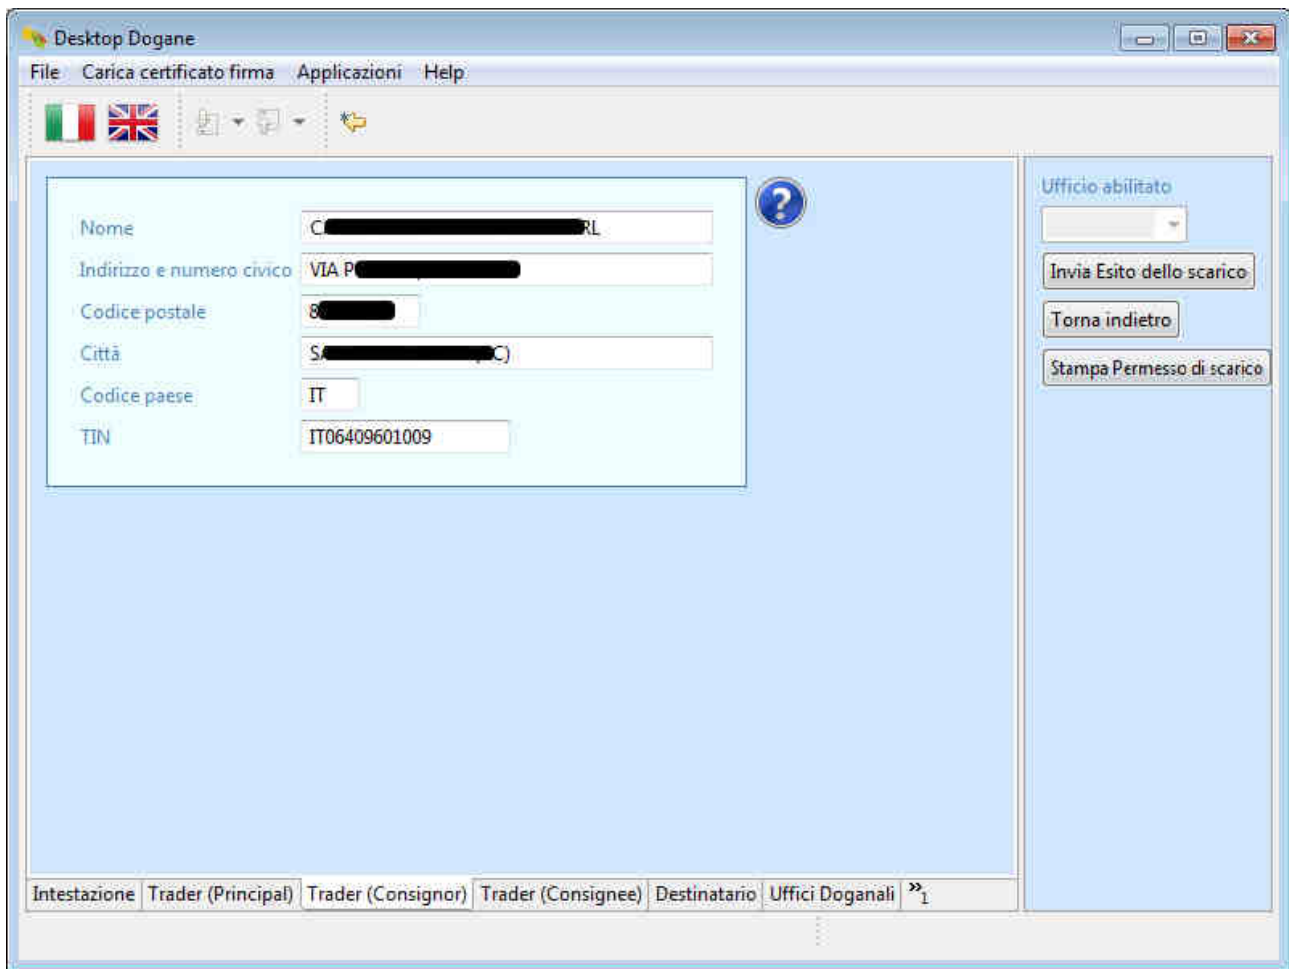 Desktop Dogane
File Carica certificato firma Applicazioni Help
Nome RL
Indirizzo e numero civico VIA P
Codice postale 8
Città C)
Codice paese IT
TIN IT06409601009
?
Ufficio abilitato
Invia Esito dello scarico
Torna indietro
Stampa Permesso di scarico
Intestazione Trader (Principal) Trader (Consignor) Trader (Consignee) Destinatario Uffici Doganali »1